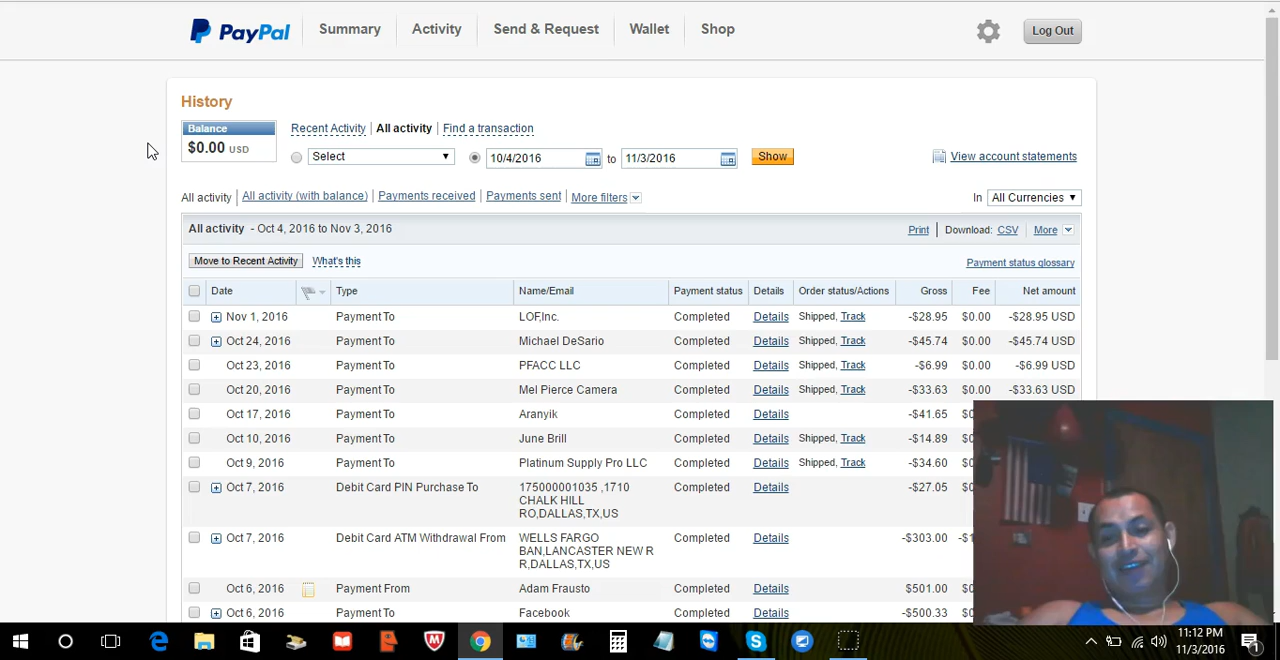 PayPal Summary Activity Send & Request Wallet Shop Log Out
History
Balance
$0.00 USD
Recent Activity All activity Find a transaction
Select 10/4/2016 to 11/3/2016 Show
View account statements
All activity All activity (with balance) Payments received Payments sent More filters In All Currencies
All activity - Oct 4, 2016 to Nov 3, 2016 Print Download: CSV More
Move to Recent Activity What's this Payment status glossary
Date Type Name/Email Payment status Details Order status/Actions Gross Fee Net amount
Nov 1, 2016 Payment To LOF,Inc. Completed Details Shipped, Track -$28.95 $0.00 -$28.95 USD
Oct 24, 2016 Payment To Michael DeSario Completed Details Shipped, Track -$45.74 $0.00 -$45.74 USD
Oct 23, 2016 Payment To PFACC LLC Completed Details Shipped, Track -$6.99 $0.00 -$6.99 USD
Oct 20, 2016 Payment To Mel Pierce Camera Completed Details Shipped, Track -$33.63 $0.00 -$33.63 USD
Oct 17, 2016 Payment To Aranyik Completed Details -$41.65
Oct 10, 2016 Payment To June Brill Completed Details Shipped, Track -$14.89
Oct 9, 2016 Payment To Platinum Supply Pro LLC Completed Details Shipped, Track -$34.60
Oct 7, 2016 Debit Card PIN Purchase To 175000001035 ,1710 Completed Details -$27.05
CHALK HILL
RO,DALLAS,TX,US
Oct 7, 2016 Debit Card ATM Withdrawal From WELLS FARGO Completed Details -$303.00
BAN,LANCASTER NEW R
R,DALLAS,TX,US
Oct 6, 2016 Payment From Adam Frausto Completed Details $501.00
Oct 6, 2016 Payment To Facebook Completed Details -$500.33
11:12 PM
11/3/2016
1